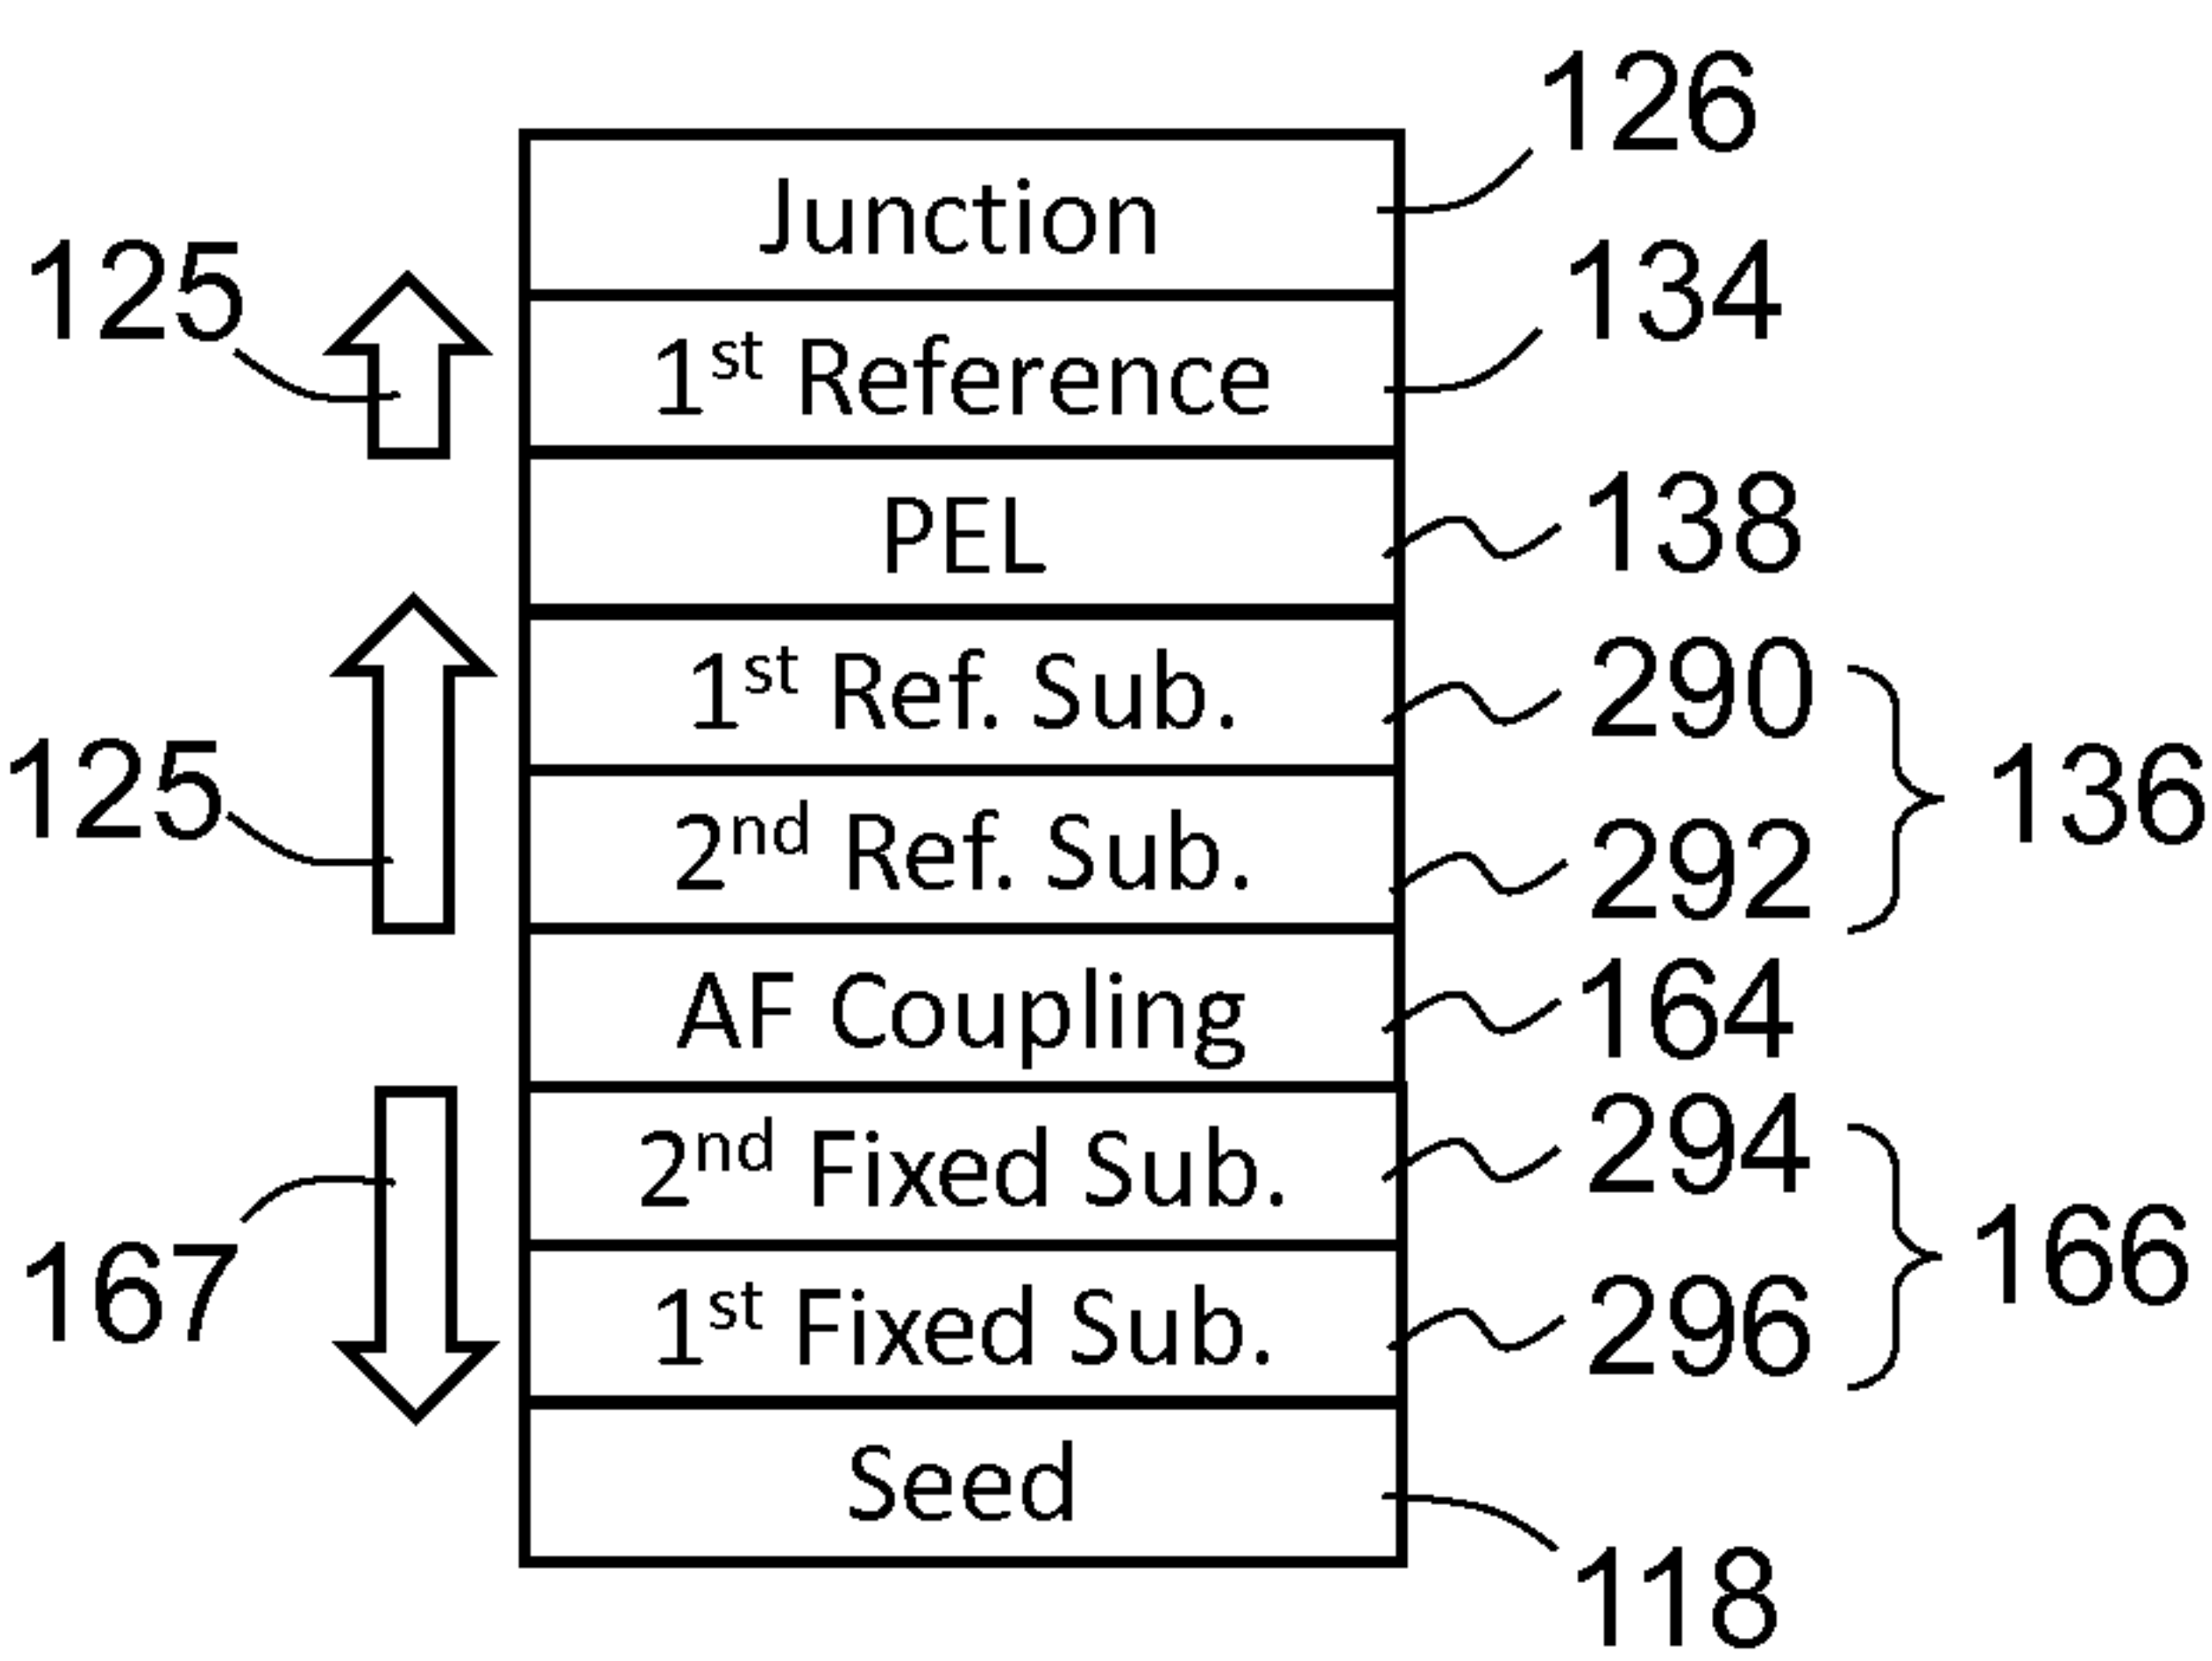 126
Junction
125
134
1st Reference
PEL
138
1st Ref. Sub.
290
125
136
2nd Ref. Sub.
292
AF Coupling
164
2nd Fixed Sub.
294
167
166
1st Fixed Sub.
296
Seed
118